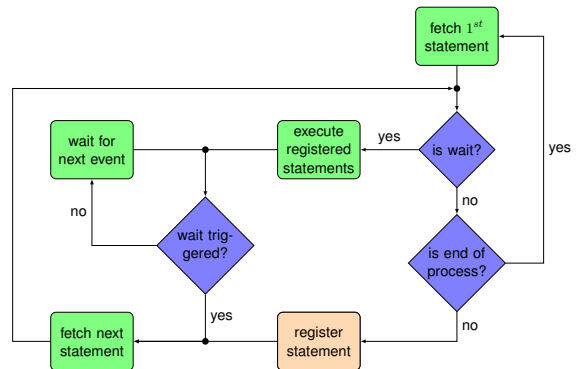 fetch 1st
statement
wait for
next event
execute
registered
statements
yes
is wait?
yes
no
no
wait trig-
gered?
is end of
process?
yes
no
fetch next
statement
register
statement